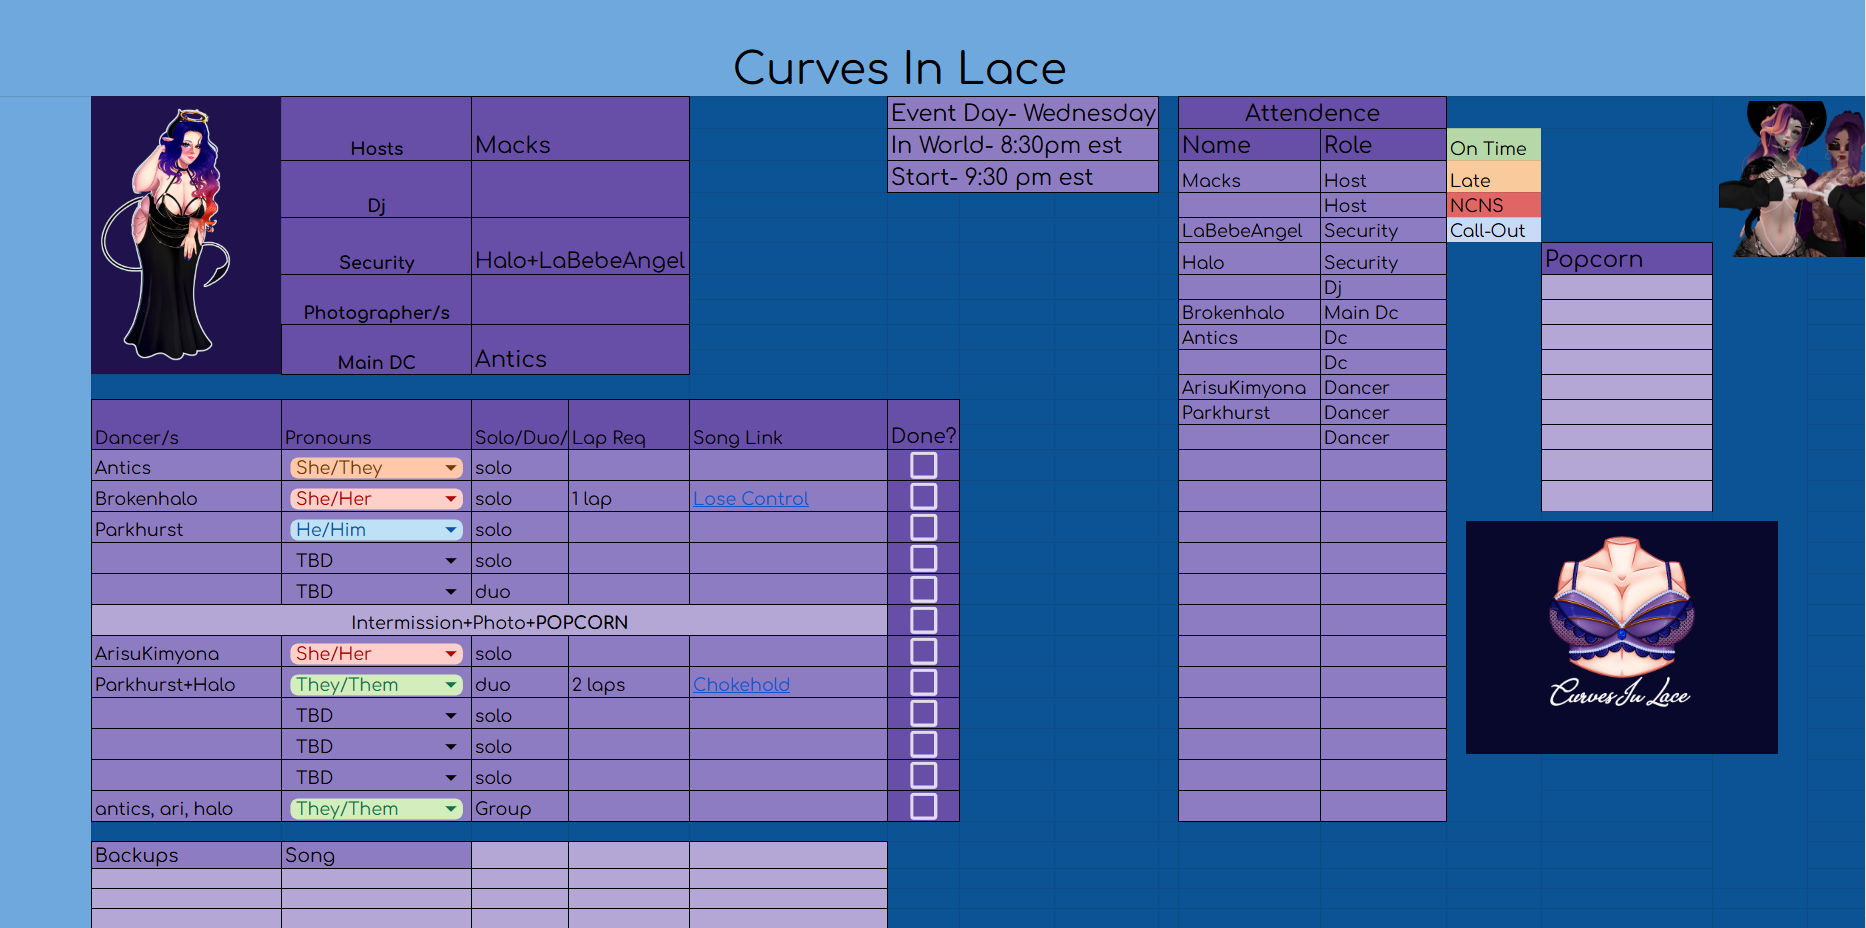 Curves In Lace
Hosts Macks
Dj
Security Halo+LaBebeAngel
Photographer/s
Main DC Antics
Event Day- Wednesday
In World- 8:30pm est
Start- 9:30 pm est
Attendence
Name Role
Macks Host
Host
LaBebeAngel Security
Halo Security
Dj
Brokenhalo Main Dc
Antics Dc
Dc
ArisuKimyona Dancer
Parkhurst Dancer
Dancer
On Time
Late
NCNS
Call-Out
Popcorn
Dancer/s Pronouns Solo/Duo/ Lap Req Song Link Done?
Antics She/They solo
Brokenhalo She/Her solo 1 lap Lose Control
Parkhurst He/Him solo
TBD solo
TBD duo
Intermission+Photo+POPCORN
ArisuKimyona She/Her solo
Parkhurst+Halo They/Them duo 2 laps Chokehold
TBD solo
TBD solo
TBD solo
antics, ari, halo They/Them Group
Backups Song
Curves In Lace